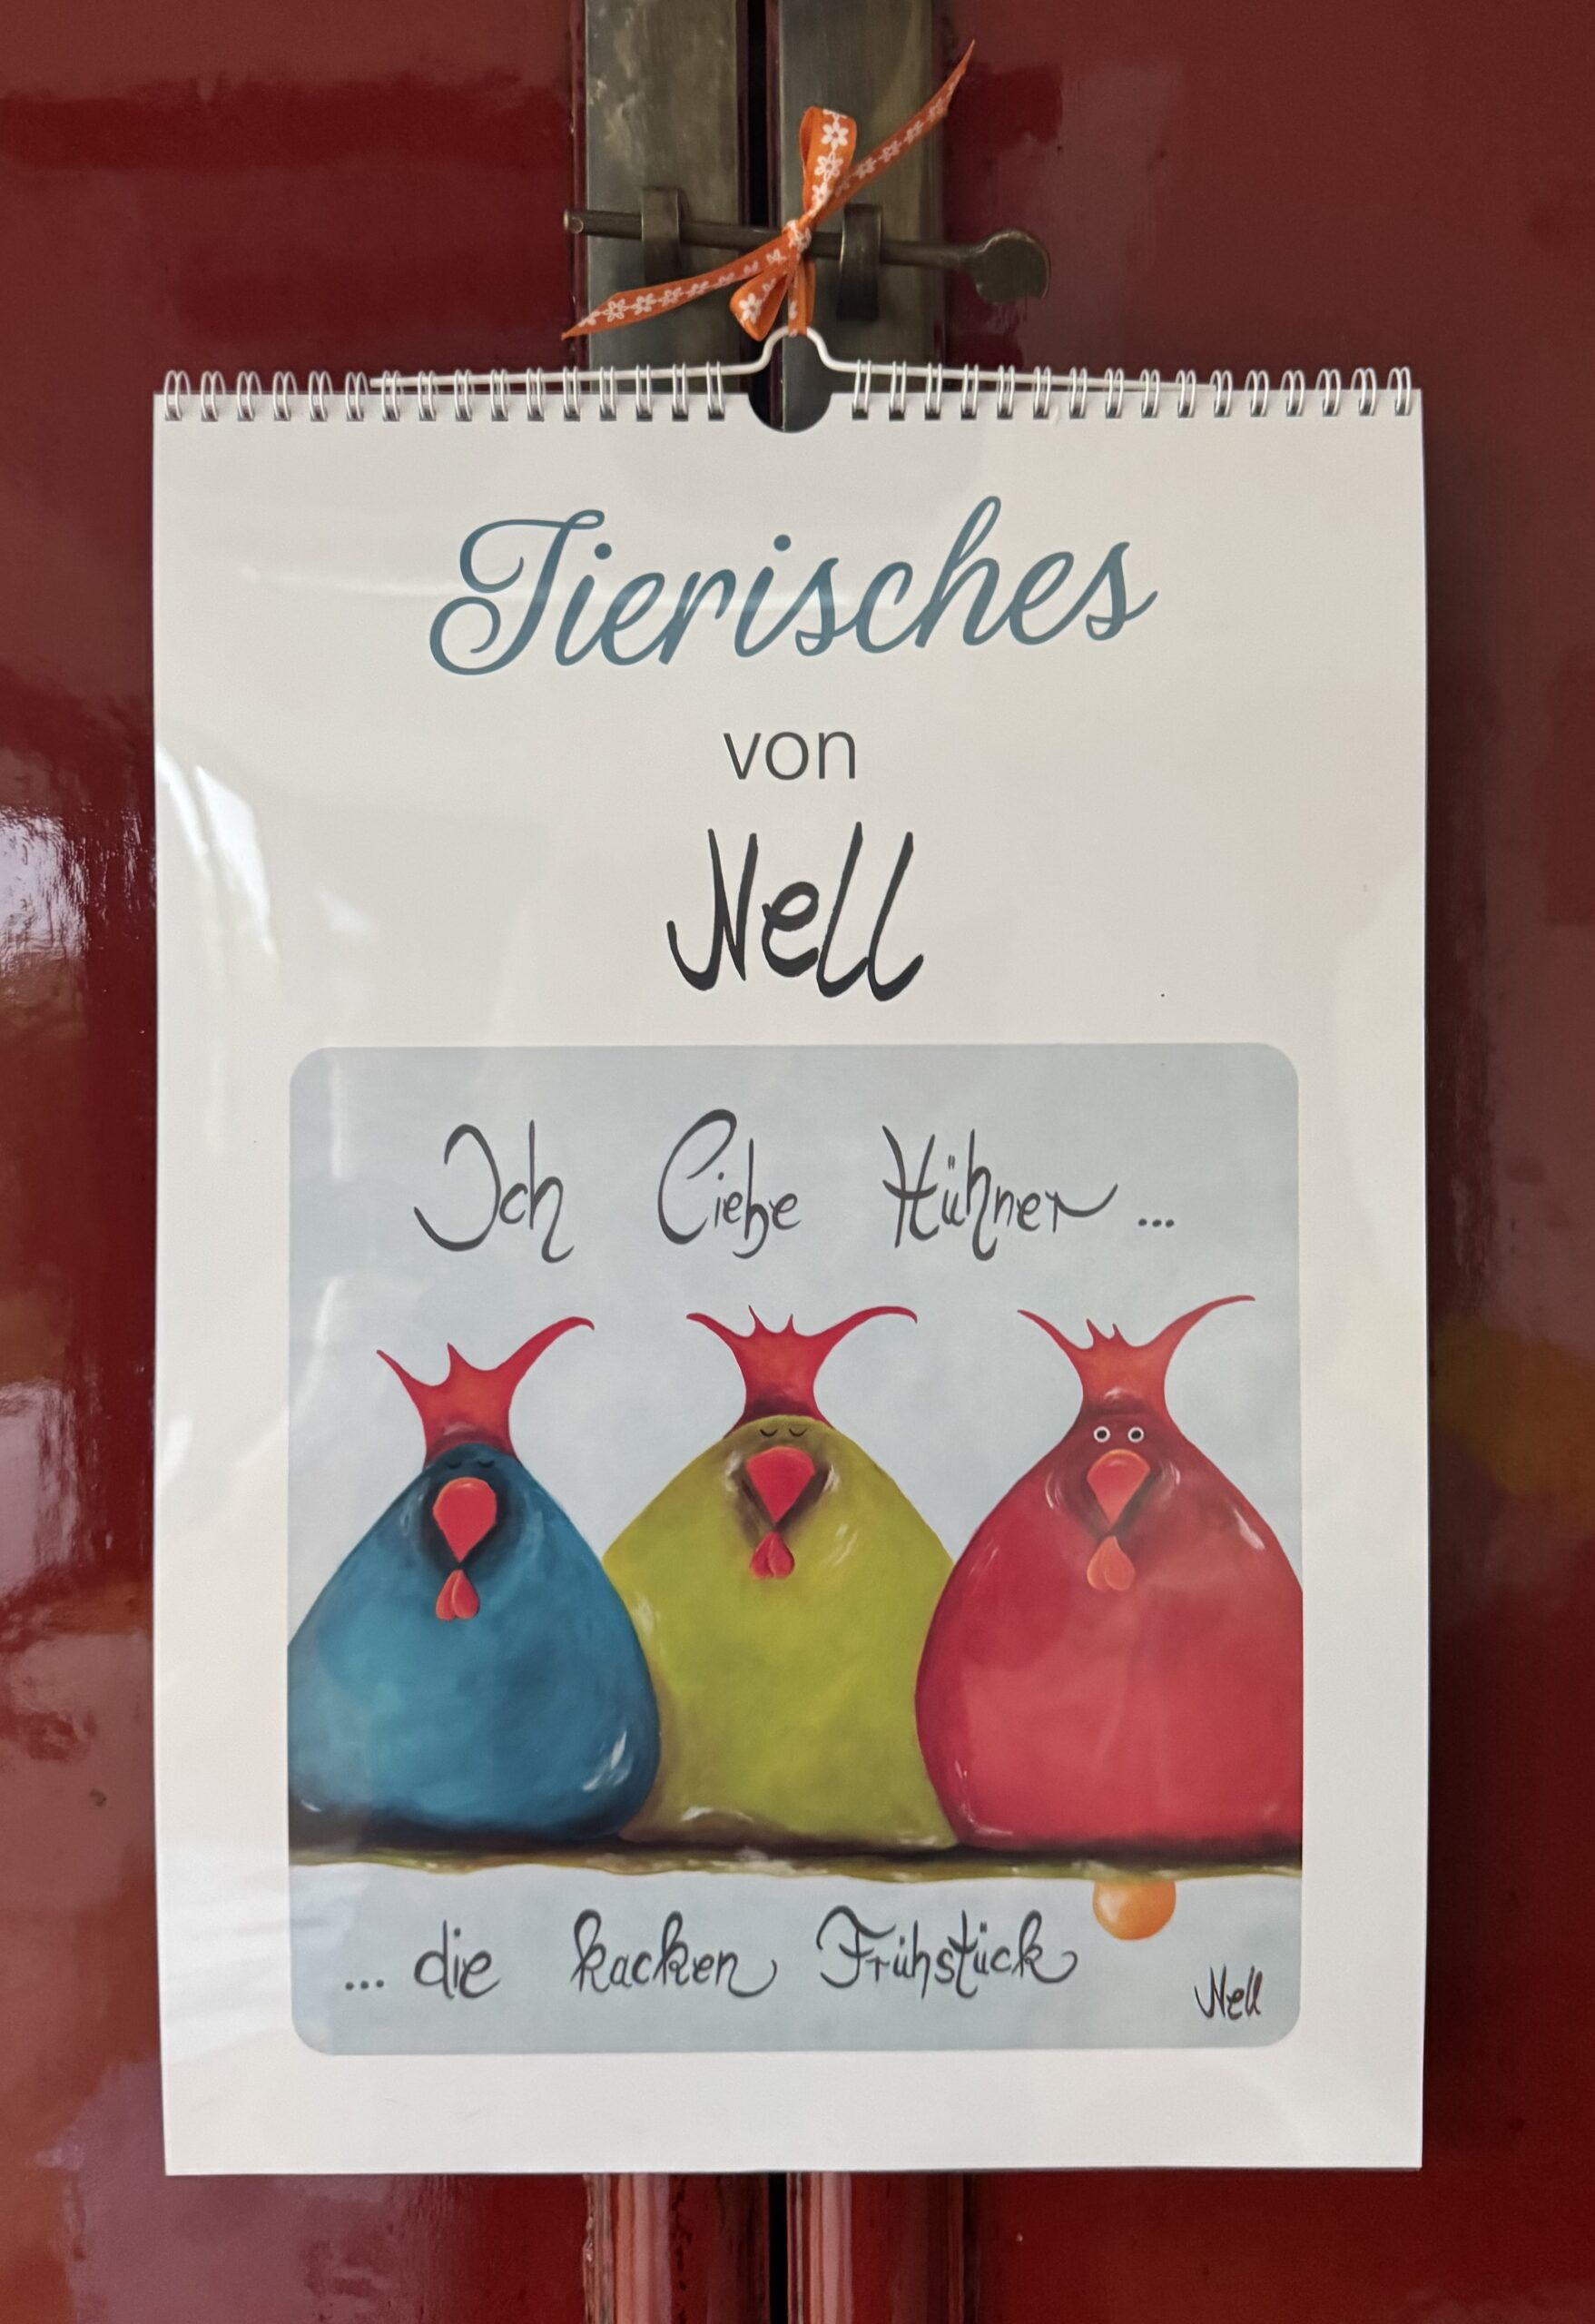 Tierisches
von
Nell
Ich liebe Hühner ...
... die kacken Frühstück
Nell